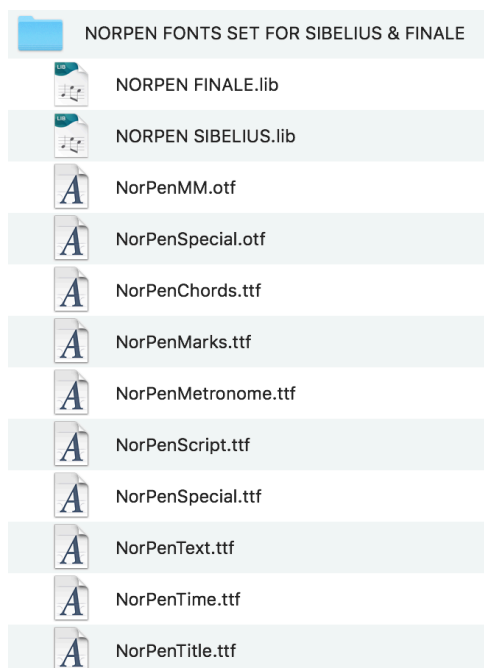 NORPEN FONTS SET FOR SIBELIUS & FINALE
LIB
NORPEN FINALE.lib
LIB
NORPEN SIBELIUS.lib
A
NorPenMM.otf
A
NorPenSpecial.otf
A
NorPenChords.ttf
A
NorPenMarks.ttf
A
NorPenMetronome.ttf
A
NorPenScript.ttf
A
NorPenSpecial.ttf
A
NorPenText.ttf
A
NorPenTime.ttf
A
NorPenTitle.ttf